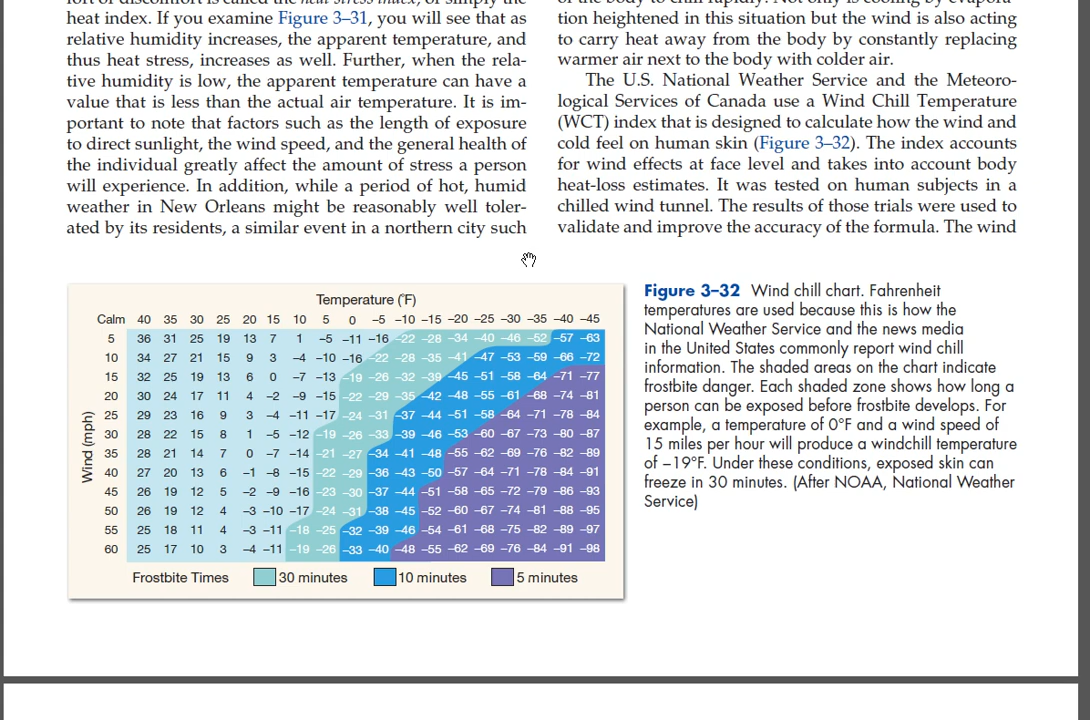 heat index. If you examine Figure 3–31, you will see that as
relative humidity increases, the apparent temperature, and
thus heat stress, increases as well. Further, when the rela-
tive humidity is low, the apparent temperature can have a
value that is less than the actual air temperature. It is im-
portant to note that factors such as the length of exposure
to direct sunlight, the wind speed, and the general health of
the individual greatly affect the amount of stress a person
will experience. In addition, while a period of hot, humid
weather in New Orleans might be reasonably well toler-
ated by its residents, a similar event in a northern city such
tion heightened in this situation but the wind is also acting
to carry heat away from the body by constantly replacing
warmer air next to the body with colder air.
The U.S. National Weather Service and the Meteoro-
logical Services of Canada use a Wind Chill Temperature
(WCT) index that is designed to calculate how the wind and
cold feel on human skin (Figure 3–32). The index accounts
for wind effects at face level and takes into account body
heat-loss estimates. It was tested on human subjects in a
chilled wind tunnel. The results of those trials were used to
validate and improve the accuracy of the formula. The wind
Temperature (°F)
Calm 40 35 30 25 20 15 10 5 0 –5 –10 –15 –20 –25 –30 –35 –40 –45
5 36 31 25 19 13 7 1 –5 –11 –16 –22 –28 –34 –40 –46 –52 –57 –63
10 34 27 21 15 9 3 –4 –10 –16 –22 –28 –35 –41 –47 –53 –59 –66 –72
15 32 25 19 13 6 0 –7 –13 –19 –26 –32 –39 –45 –51 –58 –64 –71 –77
20 30 24 17 11 4 –2 –9 –15 –22 –29 –35 –42 –48 –55 –61 –68 –74 –81
25 29 23 16 9 3 –4 –11 –17 –24 –31 –37 –44 –51 –58 –64 –71 –78 –84
30 28 22 15 8 1 –5 –12 –19 –26 –33 –39 –46 –53 –60 –67 –73 –80 –87
35 28 21 14 7 0 –7 –14 –21 –27 –34 –41 –48 –55 –62 –69 –76 –82 –89
40 27 20 13 6 –1 –8 –15 –22 –29 –36 –43 –50 –57 –64 –71 –78 –84 –91
45 26 19 12 5 –2 –9 –16 –23 –30 –37 –44 –51 –58 –65 –72 –79 –86 –93
50 26 19 12 4 –3 –10 –17 –24 –31 –38 –45 –52 –60 –67 –74 –81 –88 –95
55 25 18 11 4 –3 –11 –18 –25 –32 –39 –46 –54 –61 –68 –75 –82 –89 –97
60 25 17 10 3 –4 –11 –19 –26 –33 –40 –48 –55 –62 –69 –76 –84 –91 –98
Wind (mph)
Frostbite Times 30 minutes 10 minutes 5 minutes
Figure 3–32 Wind chill chart. Fahrenheit
temperatures are used because this is how the
National Weather Service and the news media
in the United States commonly report wind chill
information. The shaded areas on the chart indicate
frostbite danger. Each shaded zone shows how long a
person can be exposed before frostbite develops. For
example, a temperature of 0°F and a wind speed of
15 miles per hour will produce a windchill temperature
of –19°F. Under these conditions, exposed skin can
freeze in 30 minutes. (After NOAA, National Weather
Service)